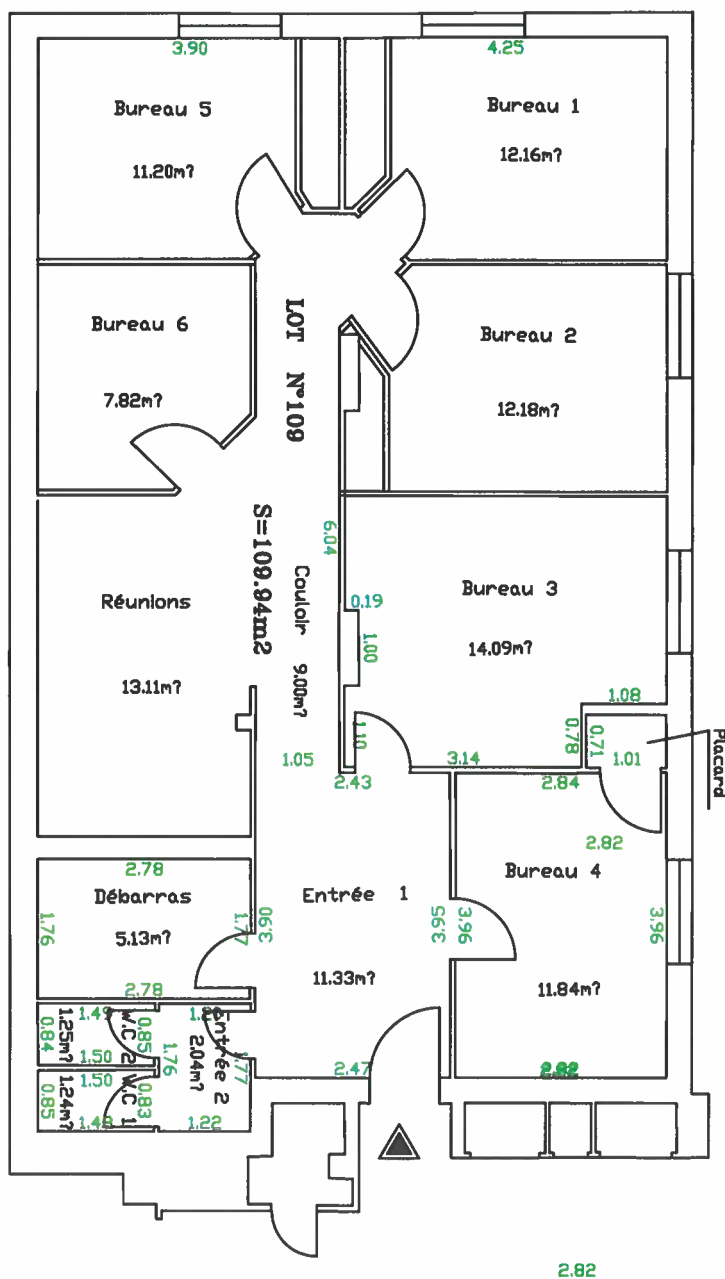 3.90
4.25
Bureau 5
11.20m?
Bureau 1
12.16m?
Bureau 6
7.82m?
LOT N°109
S=109.94m2
Bureau 2
12.18m?
Réunions
13.11m?
6.04
Couloir 9.00m?
0.19
1.00
1.10
Bureau 3
14.09m?
1.08
0.78
0.71
1.01
Placard
1.05
2.43
3.14
2.84
2.82
2.78
Débarras
5.13m?
1.76
1.77
2.78
3.90
Entrée 1
11.33m?
3.95
3.96
Bureau 4
11.84m?
3.96
2.47
1.49
W.C 2
1.25m?
0.84
0.85
1.50
1.50
W.C 1
1.24m?
0.85
0.83
1.22
Entrée 2
2.04m?
1.76
1.77
2.82